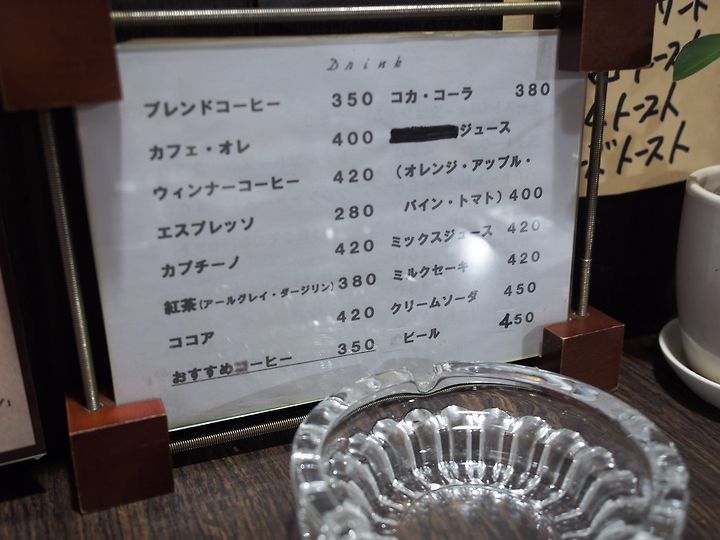 Drink
ブレンドコーヒー 350
カフェ・オレ 400
ウィンナーコーヒー 420
エスプレッソ 280
カプチーノ 420
紅茶(アールグレイ・ダージリン) 380
ココア 420
おすすめコーヒー 350
コカ・コーラ 380
ジュース
(オレンジ・アップル・
パイン・トマト) 400
ミックスジュース 420
ミルクセーキ 420
クリームソーダ 450
ビール 450
トースト
トースト